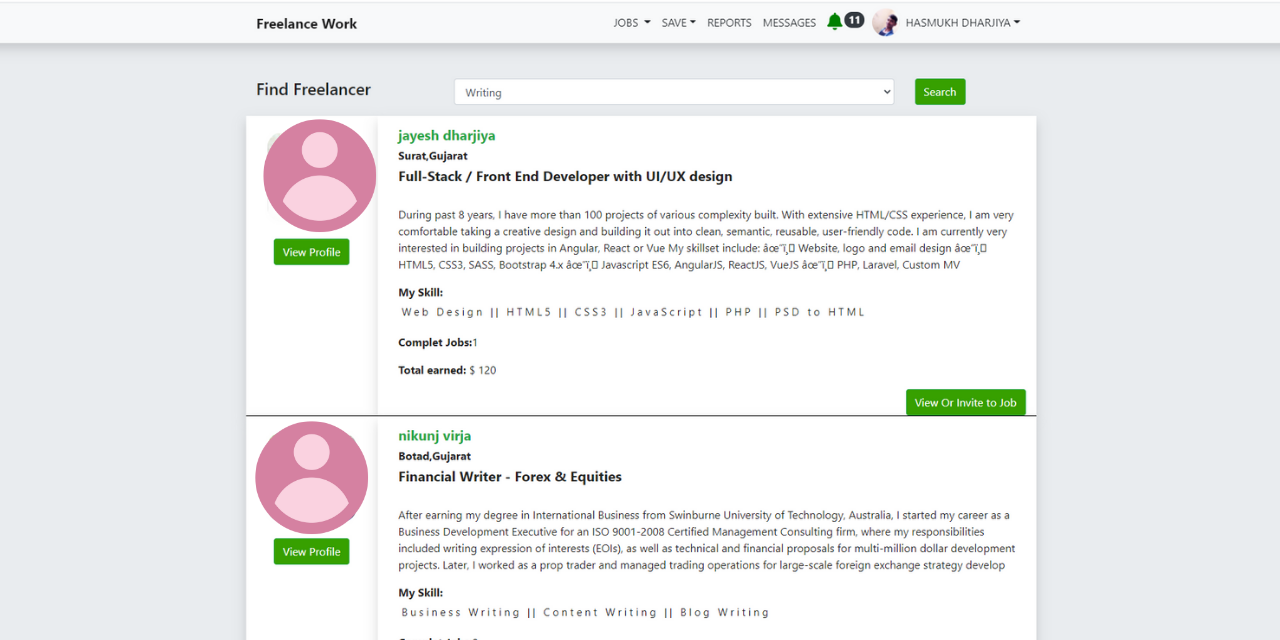 Freelance Work
JOBS SAVE REPORTS MESSAGES 11 HASMUKH DHARJIYA
Find Freelancer
Writing
Search
jayesh dharjiya
Surat,Gujarat
Full-Stack / Front End Developer with UI/UX design
During past 8 years, I have more than 100 projects of various complexity built. With extensive HTML/CSS experience, I am very
comfortable taking a creative design and building it out into clean, semantic, reusable, user-friendly code. I am currently very
interested in building projects in Angular, React or Vue My skillset include: âœ"ï¸ Website, logo and email design âœ"ï¸
HTML5, CSS3, SASS, Bootstrap 4.x âœ"ï¸ Javascript ES6, AngularJS, ReactJS, VueJS âœ"ï¸ PHP, Laravel, Custom MV
View Profile
My Skill:
Web Design || HTML5 || CSS3 || JavaScript || PHP || PSD to HTML
Complet Jobs:1
Total earned: $ 120
View Or Invite to Job
nikunj virja
Botad,Gujarat
Financial Writer - Forex & Equities
After earning my degree in International Business from Swinburne University of Technology, Australia, I started my career as a
Business Development Executive for an ISO 9001-2008 Certified Management Consulting firm, where my responsibilities
included writing expression of interests (EOIs), as well as technical and financial proposals for multi-million dollar development
projects. Later, I worked as a prop trader and managed trading operations for large-scale foreign exchange strategy develop
View Profile
My Skill:
Business Writing || Content Writing || Blog Writing